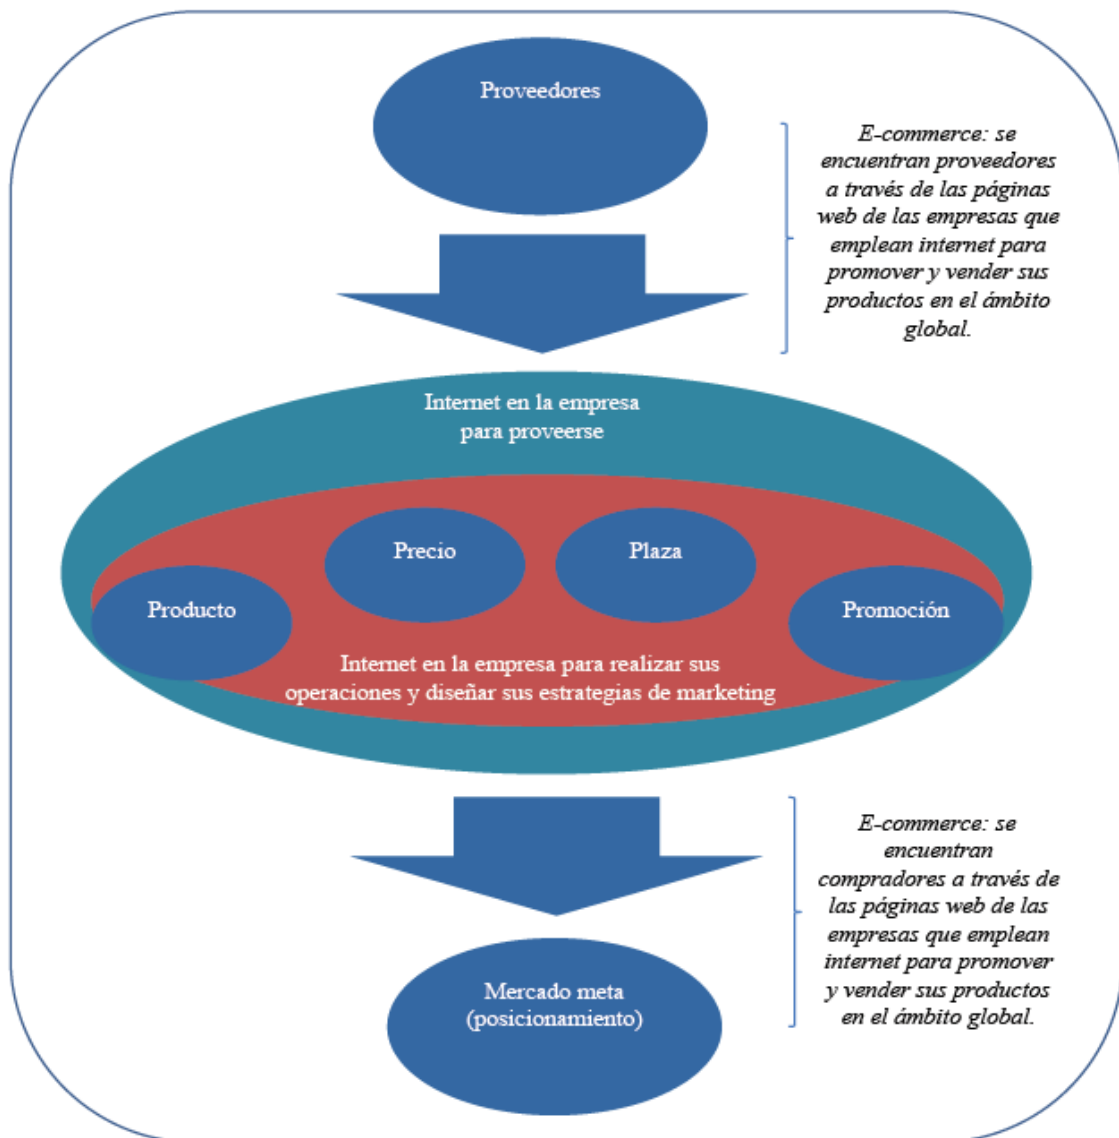 Proveedores
E-commerce: se
encuentran proveedores
a través de las páginas
web de las empresas que
emplean internet para
promover y vender sus
productos en el ámbito
global.
Internet en la empresa
para proveerse
Precio
Plaza
Producto
Promoción
Internet en la empresa para realizar sus
operaciones y diseñar sus estrategias de marketing
E-commerce: se
encuentran
compradores a través de
las páginas web de las
empresas que emplean
internet para promover
y vender sus productos
en el ámbito global.
Mercado meta
(posicionamiento)